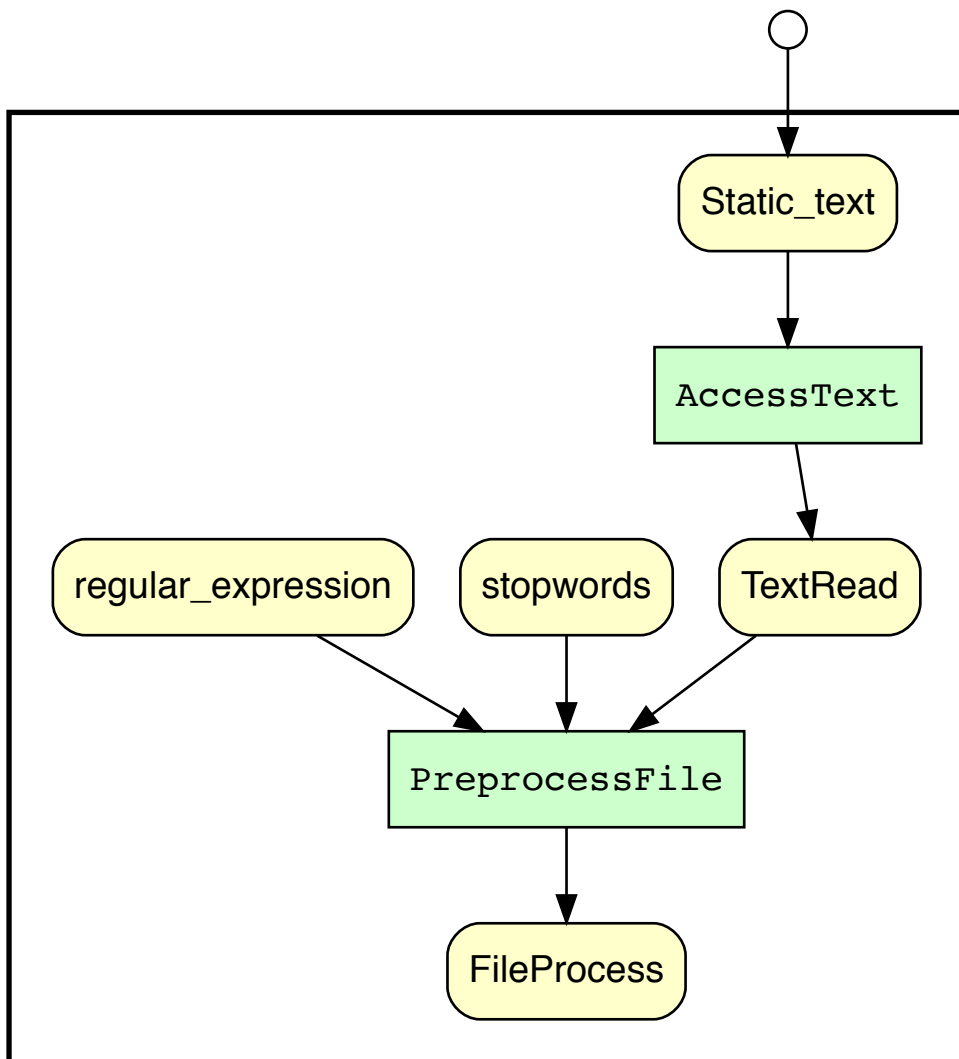 Static_text
AccessText
regular_expression
stopwords
TextRead
PreprocessFile
FileProcess